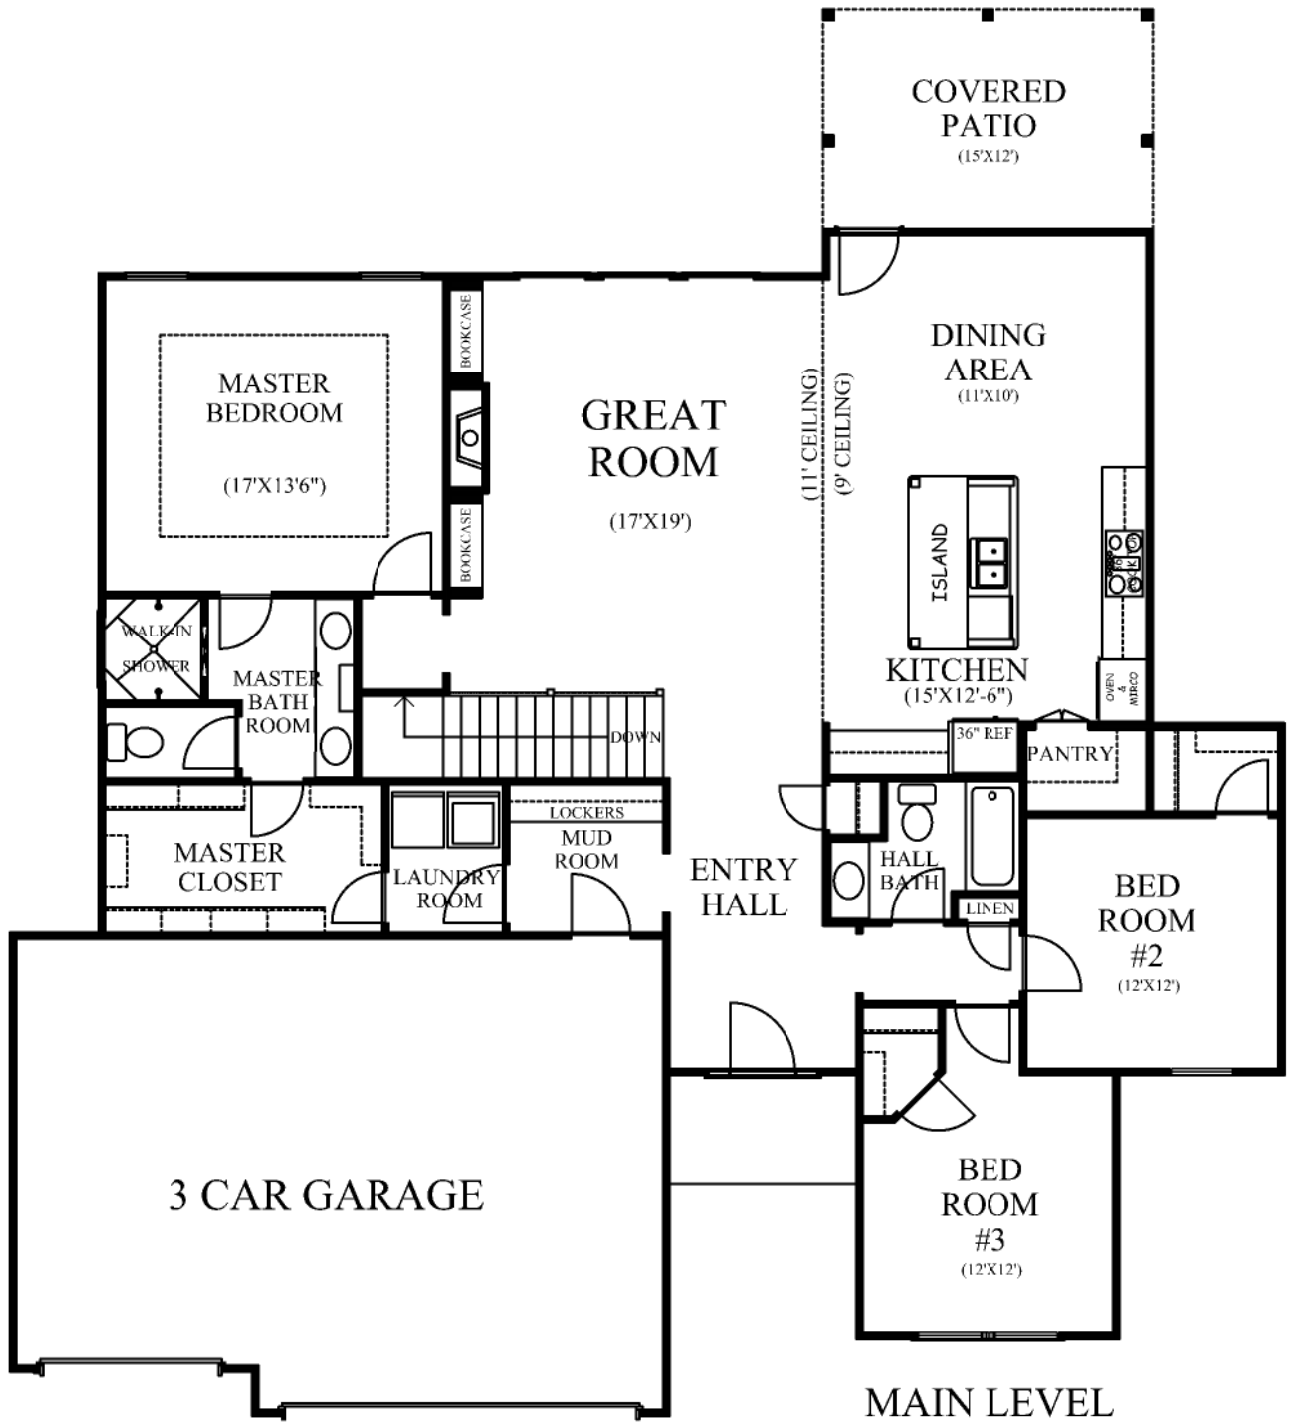 COVERED
PATIO
(15'X12')
DINING
AREA
(11'X10')
BOOKCASE
MASTER
BEDROOM
(17'X13'6")
GREAT
ROOM
(17'X19')
(11' CEILING)
(9' CEILING)
BOOKCASE
ISLAND
WALK-IN
SHOWER
MASTER
BATH
ROOM
KITCHEN
(15'X12'-6")
OVEN
&
MIRCO
DOWN
36" REF
PANTRY
LOCKERS
MUD
ROOM
MASTER
CLOSET
LAUNDRY
ROOM
ENTRY
HALL
HALL
BATH
LINEN
BED
ROOM
#2
(12'X12')
3 CAR GARAGE
BED
ROOM
#3
(12'X12')
MAIN LEVEL